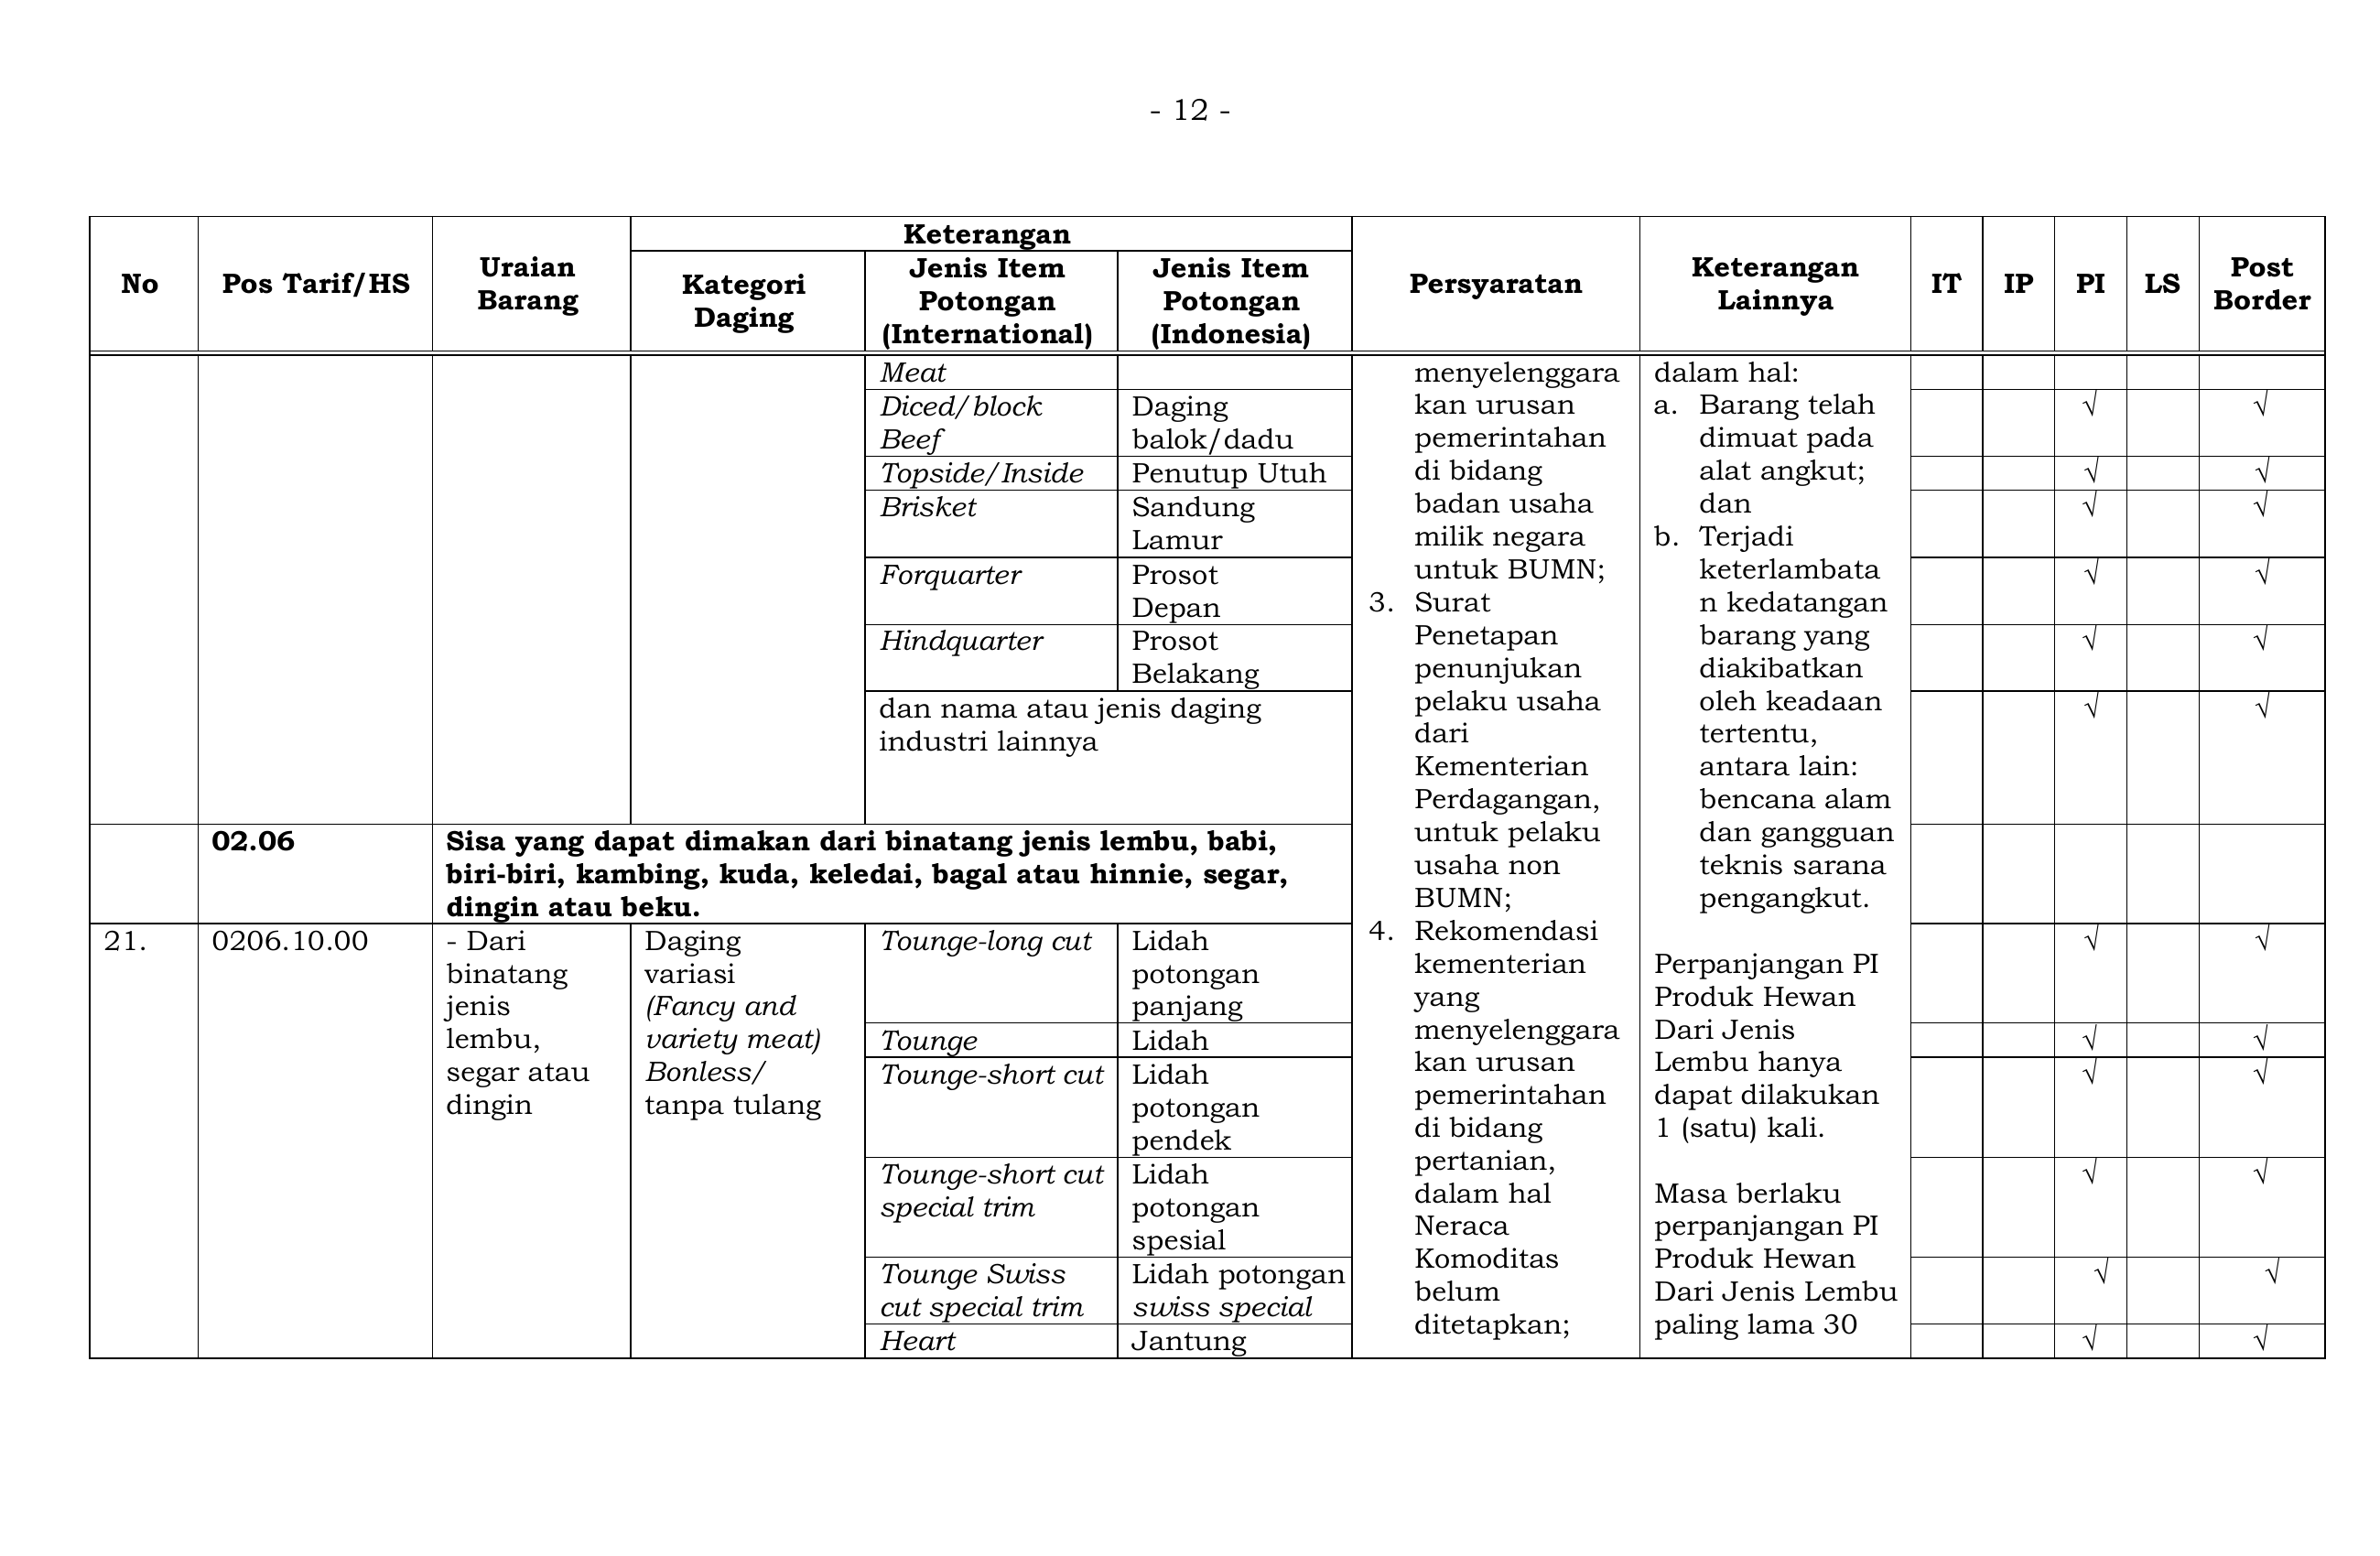 - 12 -
Keterangan
No
Pos Tarif/HS
Uraian
Barang
Kategori
Daging
Jenis Item
Potongan
(International)
Jenis Item
Potongan
(Indonesia)
Persyaratan
Keterangan
Lainnya
IT
IP
PI
LS
Post
Border
Meat
Diced/block
Beef
Daging
balok/dadu
√
√
Topside/Inside
Penutup Utuh
√
√
Brisket
Sandung
Lamur
√
√
Forquarter
Prosot
Depan
√
√
Hindquarter
Prosot
Belakang
√
√
dan nama atau jenis daging
industri lainnya
√
√
02.06
Sisa yang dapat dimakan dari binatang jenis lembu, babi,
biri-biri, kambing, kuda, keledai, bagal atau hinnie, segar,
dingin atau beku.
21.
0206.10.00
- Dari
binatang
jenis
lembu,
segar atau
dingin
Daging
variasi
(Fancy and
variety meat)
Bonless/
tanpa tulang
Tounge-long cut
Lidah
potongan
panjang
√
√
Tounge
Lidah
√
√
Tounge-short cut
Lidah
potongan
pendek
√
√
Tounge-short cut
special trim
Lidah
potongan
spesial
√
√
Tounge Swiss
cut special trim
Lidah potongan
swiss special
√
√
Heart
Jantung
√
√
menyelenggara
kan urusan
pemerintahan
di bidang
badan usaha
milik negara
untuk BUMN;
3. Surat
Penetapan
penunjukan
pelaku usaha
dari
Kementerian
Perdagangan,
untuk pelaku
usaha non
BUMN;
4. Rekomendasi
kementerian
yang
menyelenggara
kan urusan
pemerintahan
di bidang
pertanian,
dalam hal
Neraca
Komoditas
belum
ditetapkan;
dalam hal:
a. Barang telah
dimuat pada
alat angkut;
dan
b. Terjadi
keterlambata
n kedatangan
barang yang
diakibatkan
oleh keadaan
tertentu,
antara lain:
bencana alam
dan gangguan
teknis sarana
pengangkut.
Perpanjangan PI
Produk Hewan
Dari Jenis
Lembu hanya
dapat dilakukan
1 (satu) kali.
Masa berlaku
perpanjangan PI
Produk Hewan
Dari Jenis Lembu
paling lama 30